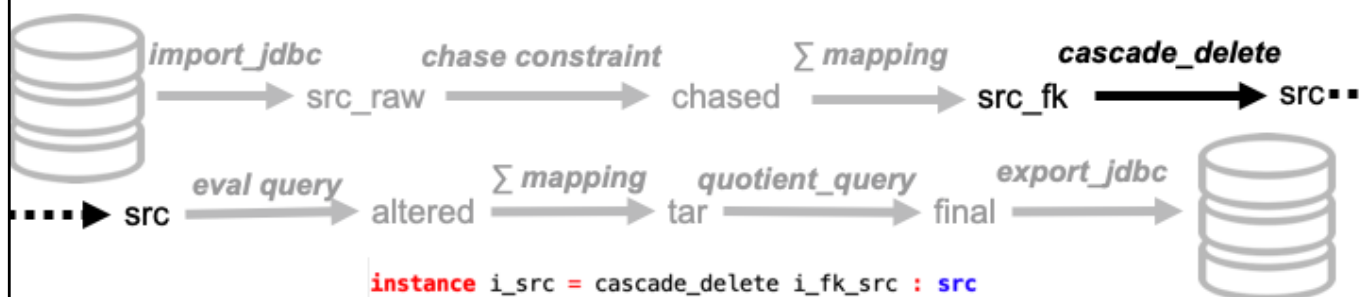 import_jdbc chase constraint ∑ mapping cascade_delete
src_raw chased src_fk src
eval query ∑ mapping quotient_query export_jdbc
src altered tar final
instance i_src = cascade_delete i_fk_src : src